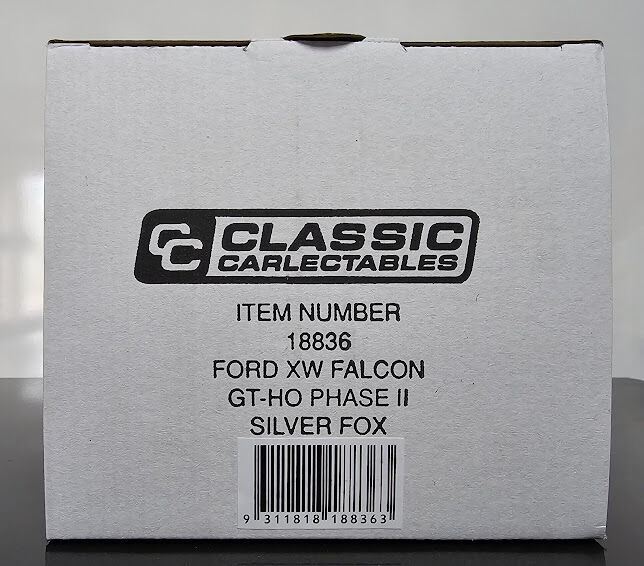 CC CLASSIC
CARLECTABLES
ITEM NUMBER
18836
FORD XW FALCON
GT-HO PHASE II
SILVER FOX
9 311818 188363